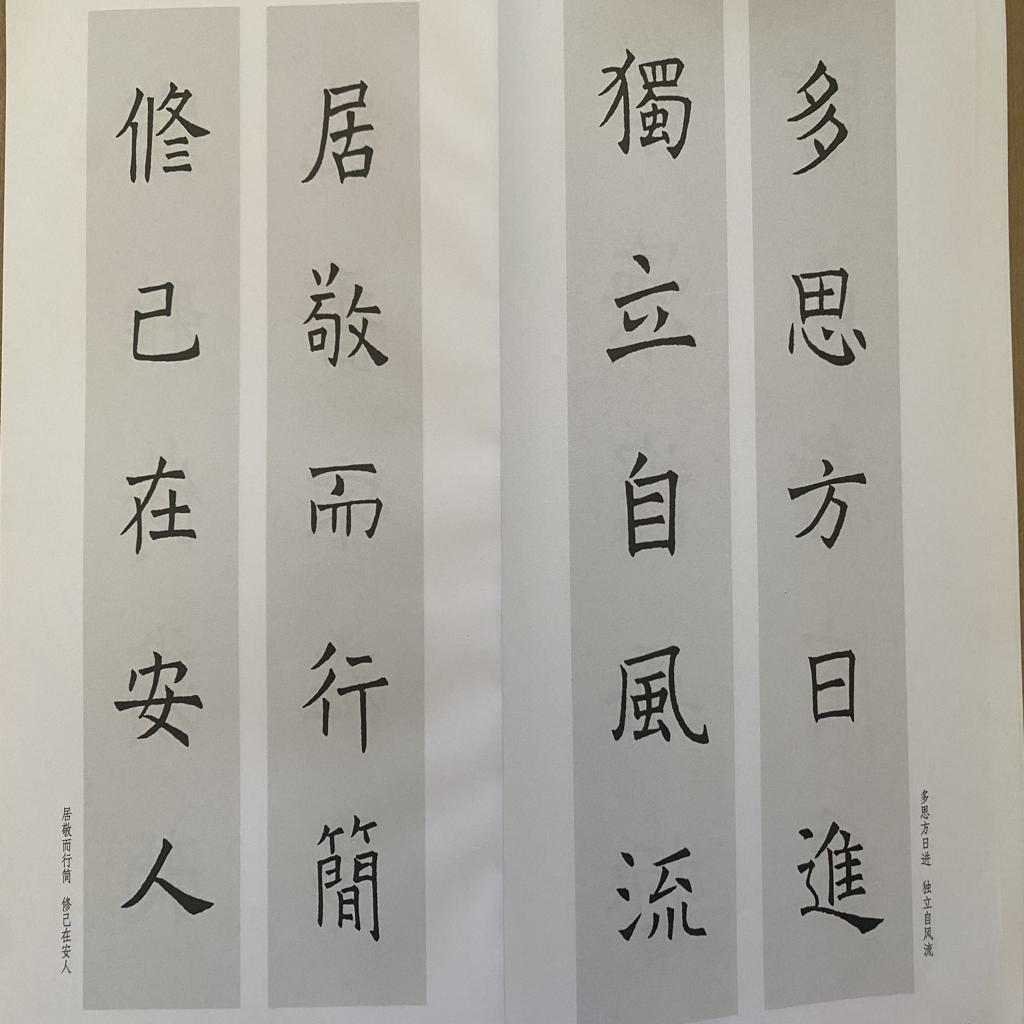 多思方日進
獨立自風流
多思方日进 独立自风流
居敬而行簡
修己在安人
居敬而行简 修己在安人